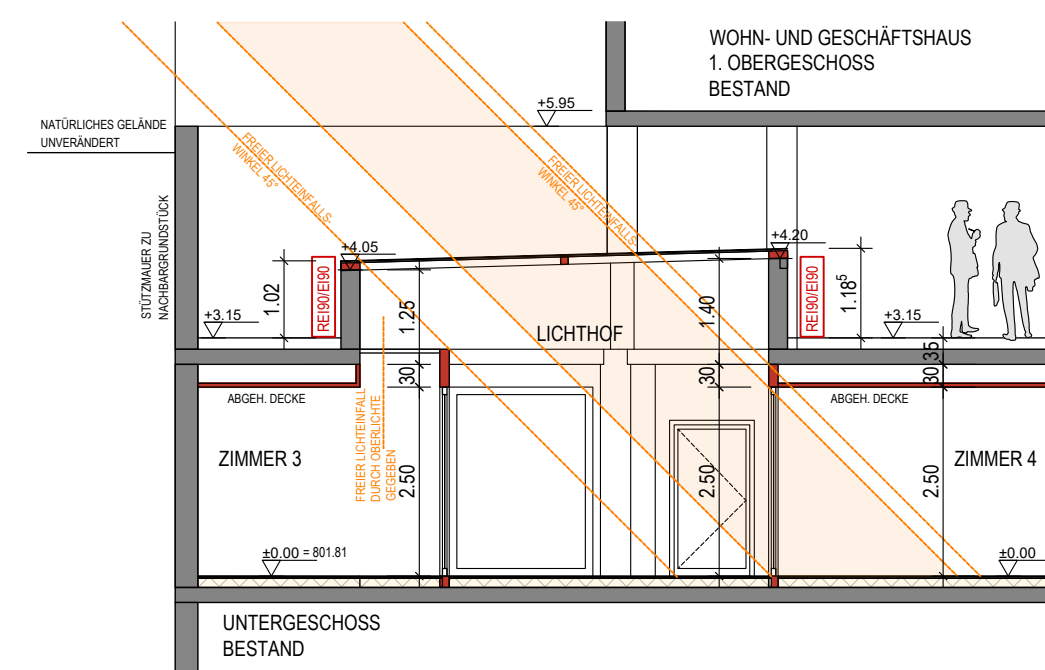 WOHN- UND GESCHÄFTSHAUS
1. OBERGESCHOSS
BESTAND
+5.95
NATÜRLICHES GELÄNDE
UNVERÄNDERT
FREIER LICHTEINFALLS-
WINKEL 45°
FREIER LICHTEINFALLS-
WINKEL 45°
STÜTZMAUER ZU
NACHBARGRUNDSTÜCK
+4.05
+4.20
1.02
REI90/EI90
1.25
1.40
REI90/EI90
1.18⁵
+3.15
+3.15
LICHTHOF
35
30
30
30
ABGEH. DECKE
ABGEH. DECKE
FREIER LICHTEINFALL
DURCH OBERLICHTE
GEGEBEN
ZIMMER 3
2.50
2.50
2.50
ZIMMER 4
±0.00 = 801.81
±0.00
UNTERGESCHOSS
BESTAND